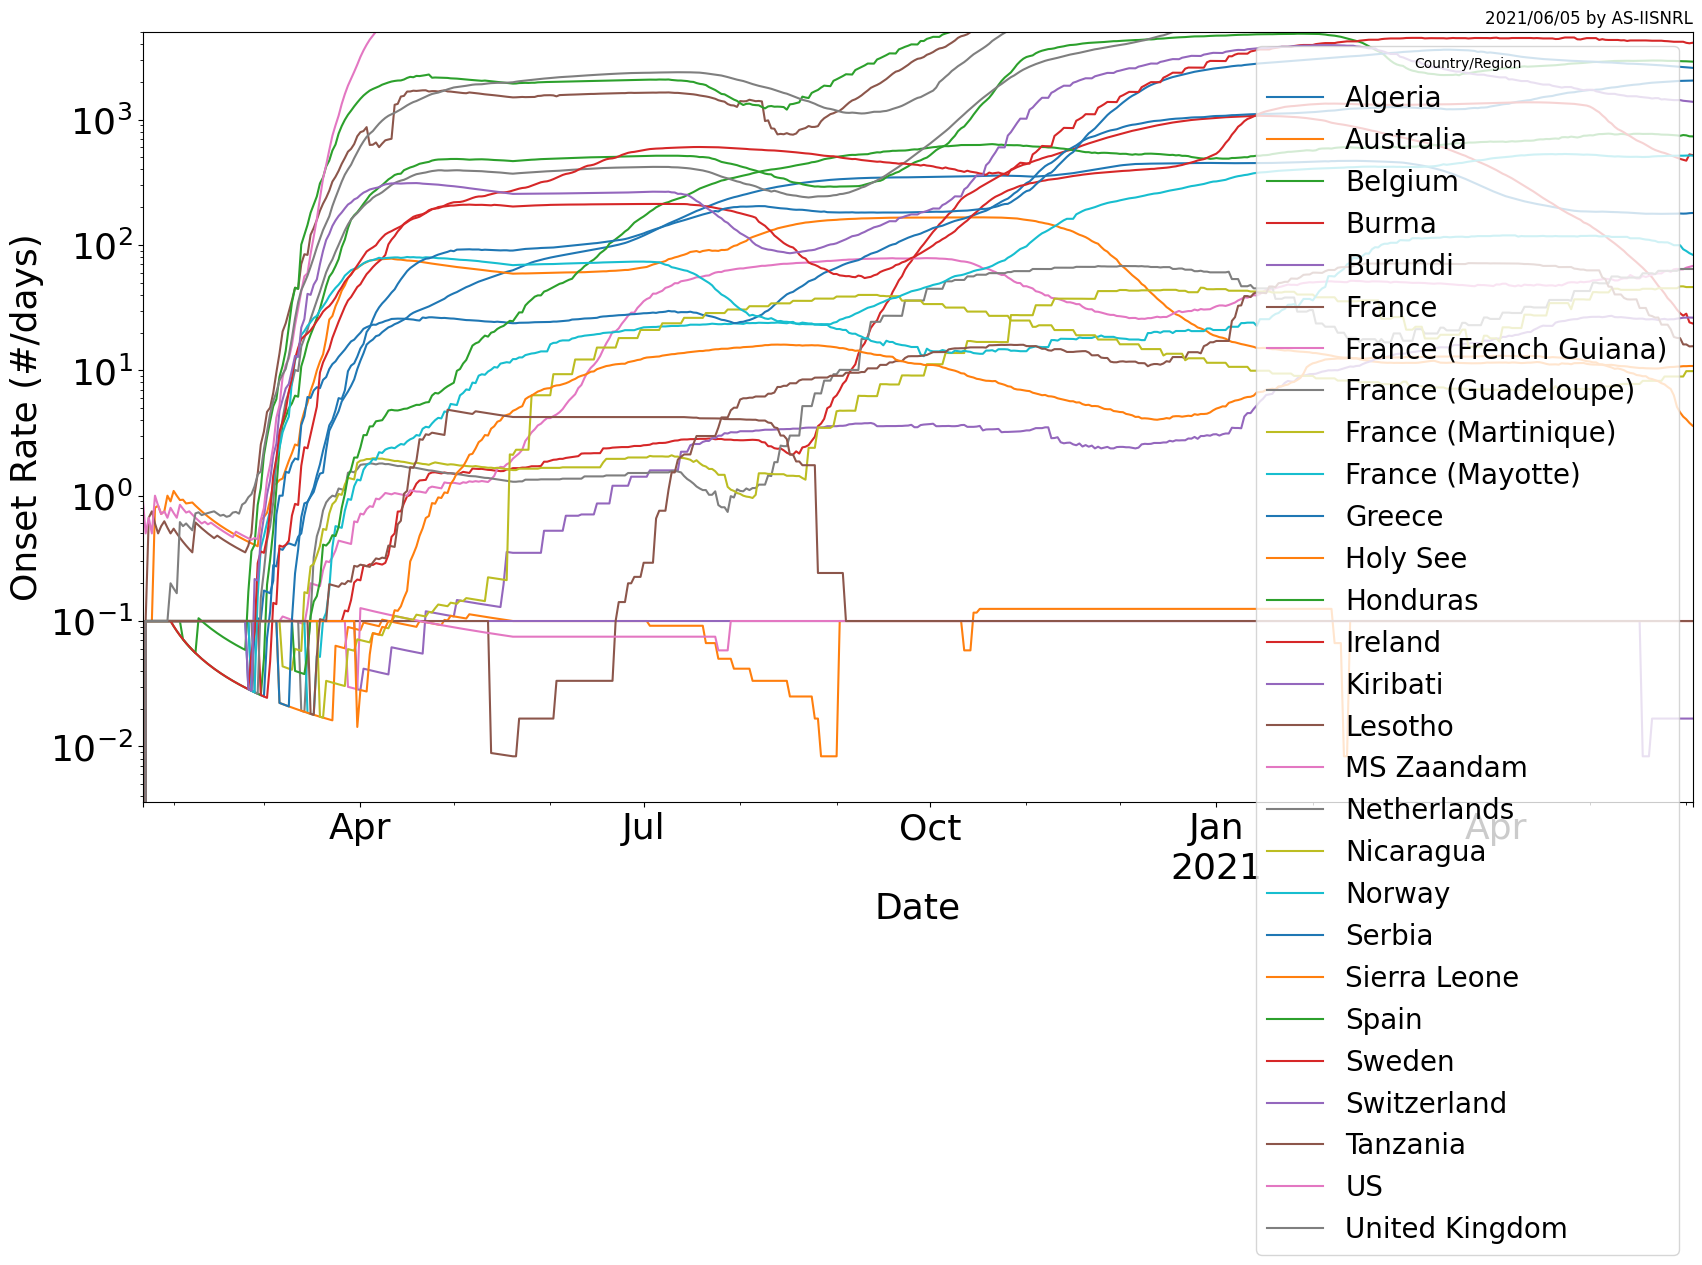 2021/06/05 by AS-IISNRL
Onset Rate (#/days)
10^3
10^2
10^1
10^0
10^-1
10^-2
Apr
Jul
Oct
Jan
2021
Apr
Date
Country/Region
Algeria
Australia
Belgium
Burma
Burundi
France
France (French Guiana)
France (Guadeloupe)
France (Martinique)
France (Mayotte)
Greece
Holy See
Honduras
Ireland
Kiribati
Lesotho
MS Zaandam
Netherlands
Nicaragua
Norway
Serbia
Sierra Leone
Spain
Sweden
Switzerland
Tanzania
US
United Kingdom